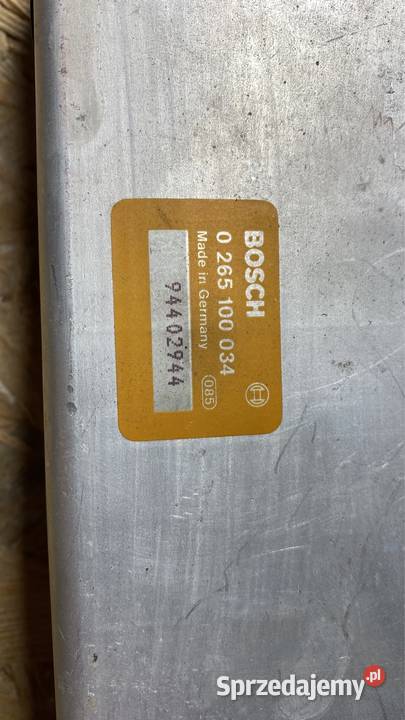 BOSCH
0 265 100 034
Made in Germany
085
94402944
Sprzedajemy.pl